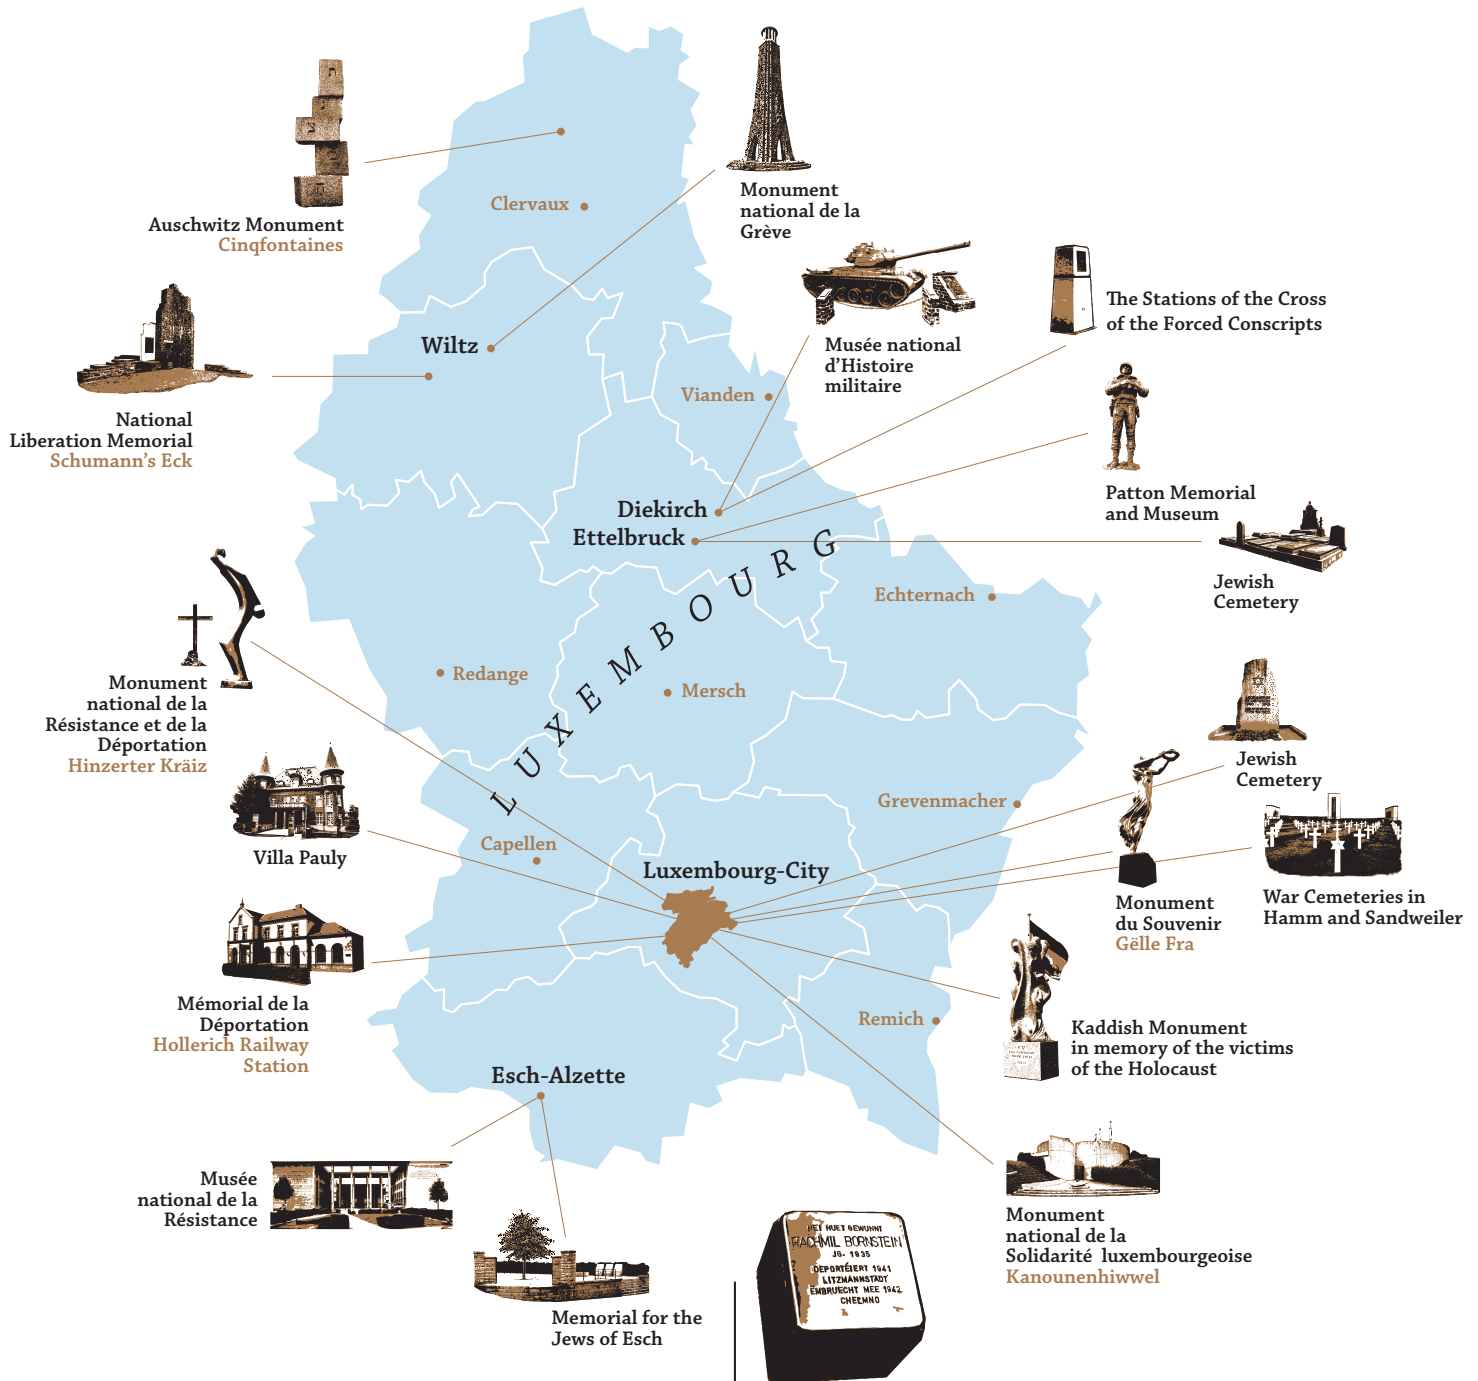 Auschwitz Monument
Cinqfontaines
Clervaux
Monument
national de la
Grève
Wiltz
National
Liberation Memorial
Schumann's Eck
Musée national
d'Histoire
militaire
The Stations of the Cross
of the Forced Conscripts
Vianden
Patton Memorial
and Museum
Diekirch
Ettelbruck
Jewish
Cemetery
LUXEMBOURG
Echternach
Redange
Mersch
Monument
national de la
Résistance et de la
Déportation
Hinzerter Kräiz
Jewish
Cemetery
Grevenmacher
Villa Pauly
Capellen
Luxembourg-City
Monument
du Souvenir
Gëlle Fra
War Cemeteries in
Hamm and Sandweiler
Mémorial de la
Déportation
Hollerich Railway
Station
Remich
Kaddish Monument
in memory of the victims
of the Holocaust
Esch-Alzette
Musée
national de la
Résistance
Memorial for the
Jews of Esch
HEI HUET GEWUNNT
RACHMIL BORNSTEIN
JG. 1935
DEPORTÉIERT 1941
LITZMANNSTADT
ËMBRUECHT MEE 1942
CHEŁMNO
Monument
national de la
Solidarité luxembourgeoise
Kanounenhiwwel